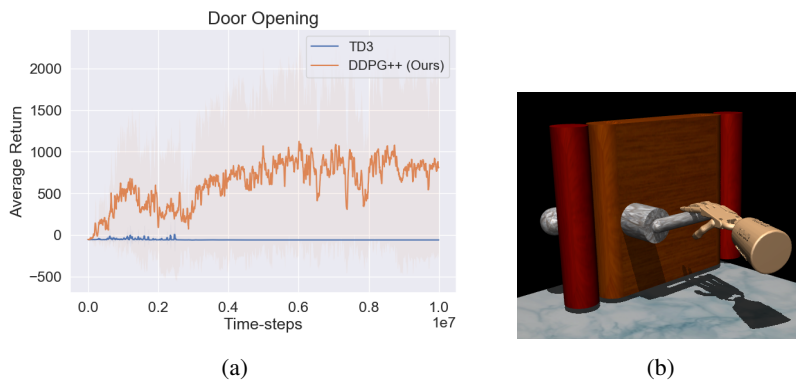 Door Opening
TD3
DDPG++ (Ours)
Average Return
2000
1500
1000
500
0
−500
0.0 0.2 0.4 0.6 0.8 1.0
1e7
Time-steps
(a) (b)